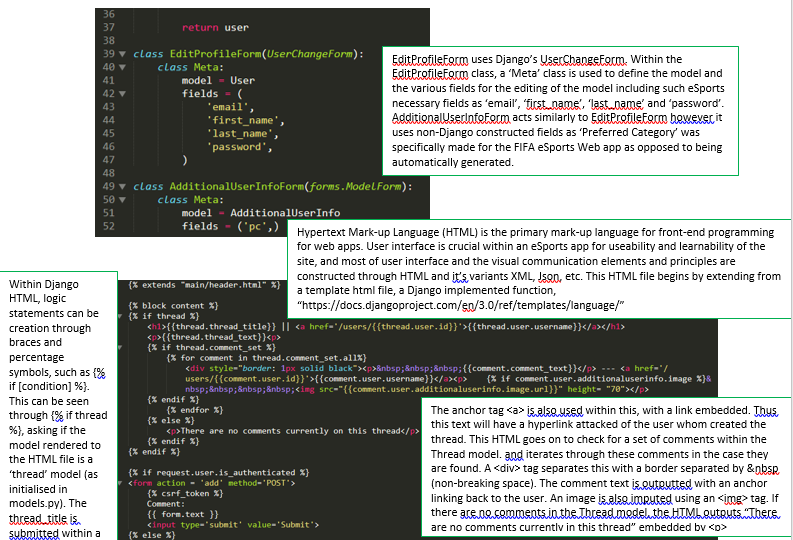 36
37 return user
38
39 class EditProfileForm(UserChangeForm):
40 class Meta:
41 model = User
42 fields = (
43 'email',
44 'first_name',
45 'last_name',
46 'password',
47 )
48
49 class AdditionalUserInfoForm(forms.ModelForm):
50 class Meta:
51 model = AdditionalUserInfo
52 fields = ('pc',)
EditProfileForm uses Django's UserChangeForm. Within the
EditProfileForm class, a 'Meta' class is used to define the model and
the various fields for the editing of the model including such eSports
necessary fields as 'email', 'first_name', 'last_name' and 'password'.
AdditionalUserInfoForm acts similarly to EditProfileForm however it
uses non-Django constructed fields as 'Preferred Category' was
specifically made for the FIFA eSports Web app as opposed to being
automatically generated.
Hypertext Mark-up Language (HTML) is the primary mark-up language for front-end programming
for web apps. User interface is crucial within an eSports app for useability and learnability of the
site, and most of user interface and the visual communication elements and principles are
constructed through HTML and it's variants XML, Json, etc. This HTML file begins by extending from
a template html file, a Django implemented function,
"https://docs.djangoproject.com/en/3.0/ref/templates/language/"
Within Django
HTML, logic
statements can be
creation through
braces and
percentage
symbols, such as {%
if [condition] %}.
This can be seen
through {% if thread
%}, asking if the
model rendered to
the HTML file is a
'thread' model (as
initialised in
models.py). The
thread_title is
submitted within a
{% extends "main/header.html" %}
{% block content %}
{% if thread %}
<h1>{{thread.thread_title}} || <a href='/users/{{thread.user.id}}'>{{thread.user.username}}</a></h1>
<p>{{thread.thread_text}}<p>
{% if thread.comment_set %}
{% for comment in thread.comment_set.all%}
<div style="border: 1px solid black"><p>&nbsp;&nbsp;&nbsp;{{comment.comment_text}}</p> --- <a href='/
users/{{comment.user.id}}'>{{comment.user.username}}</a><p> {% if comment.user.additionaluserinfo.image %}&
nbsp;&nbsp;&nbsp;<img src="{{comment.user.additionaluserinfo.image.url}}" height= "70"></p>
{% endif %}
{% endfor %}
{% else %}
<p>There are no comments currently on this thread</p>
{% endif %}
{% endif %}
{% if request.user.is_authenticated %}
<form action = 'add' method='POST'>
{% csrf_token %}
Comment:
{{ form.text }}
<input type='submit' value='Submit'>
{% else %}
The anchor tag <a> is also used within this, with a link embedded. Thus
this text will have a hyperlink attacked of the user whom created the
thread. This HTML goes on to check for a set of comments within the
Thread model. and iterates through these comments in the case they
are found. A <div> tag separates this with a border separated by &nbsp
(non-breaking space). The comment text is outputted with an anchor
linking back to the user. An image is also imputed using an <img> tag. If
there are no comments in the Thread model, the HTML outputs "There
are no comments currently in this thread" embedded by <p>